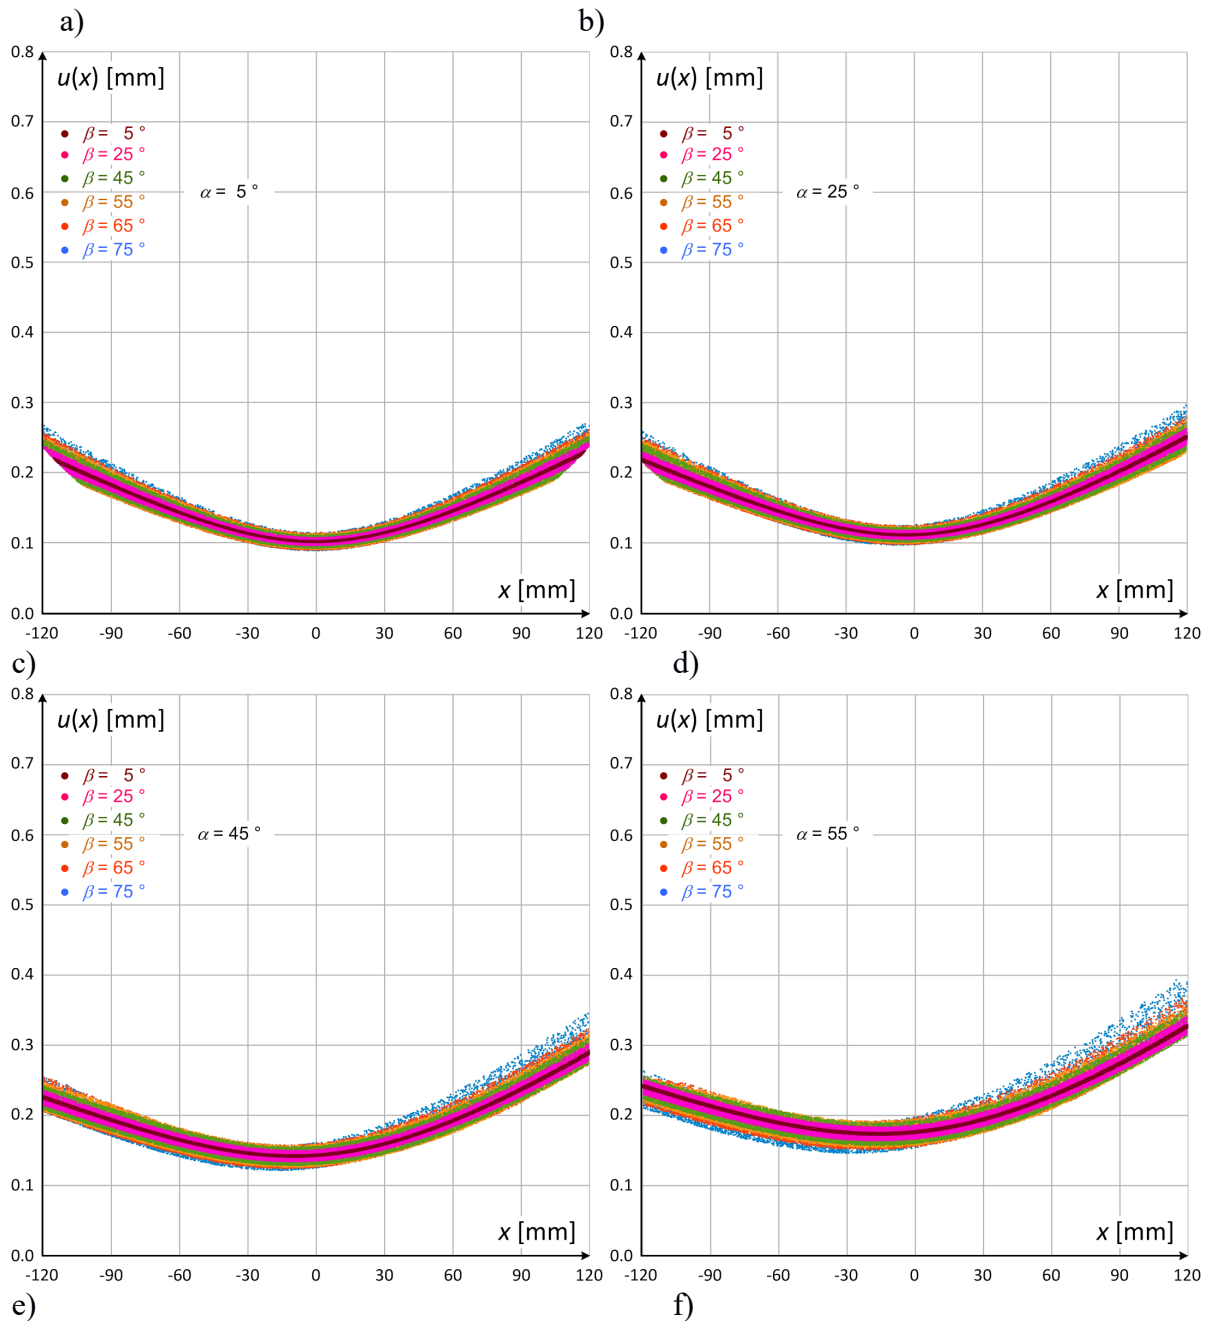 a) b)
0.8
u(x) [mm]
0.7
β = 5 °
β = 25 °
β = 45 °
β = 55 °
β = 65 °
β = 75 °
α = 5 °
0.6
0.5
0.4
0.3
0.2
0.1
0.0
x [mm]
-120 -90 -60 -30 0 30 60 90 120
0.8
u(x) [mm]
0.7
β = 5 °
β = 25 °
β = 45 °
β = 55 °
β = 65 °
β = 75 °
α = 25 °
0.6
0.5
0.4
0.3
0.2
0.1
0.0
x [mm]
-120 -90 -60 -30 0 30 60 90 120
c) d)
0.8
u(x) [mm]
0.7
β = 5 °
β = 25 °
β = 45 °
β = 55 °
β = 65 °
β = 75 °
α = 45 °
0.6
0.5
0.4
0.3
0.2
0.1
0.0
x [mm]
-120 -90 -60 -30 0 30 60 90 120
0.8
u(x) [mm]
0.7
β = 5 °
β = 25 °
β = 45 °
β = 55 °
β = 65 °
β = 75 °
α = 55 °
0.6
0.5
0.4
0.3
0.2
0.1
0.0
x [mm]
-120 -90 -60 -30 0 30 60 90 120
e) f)